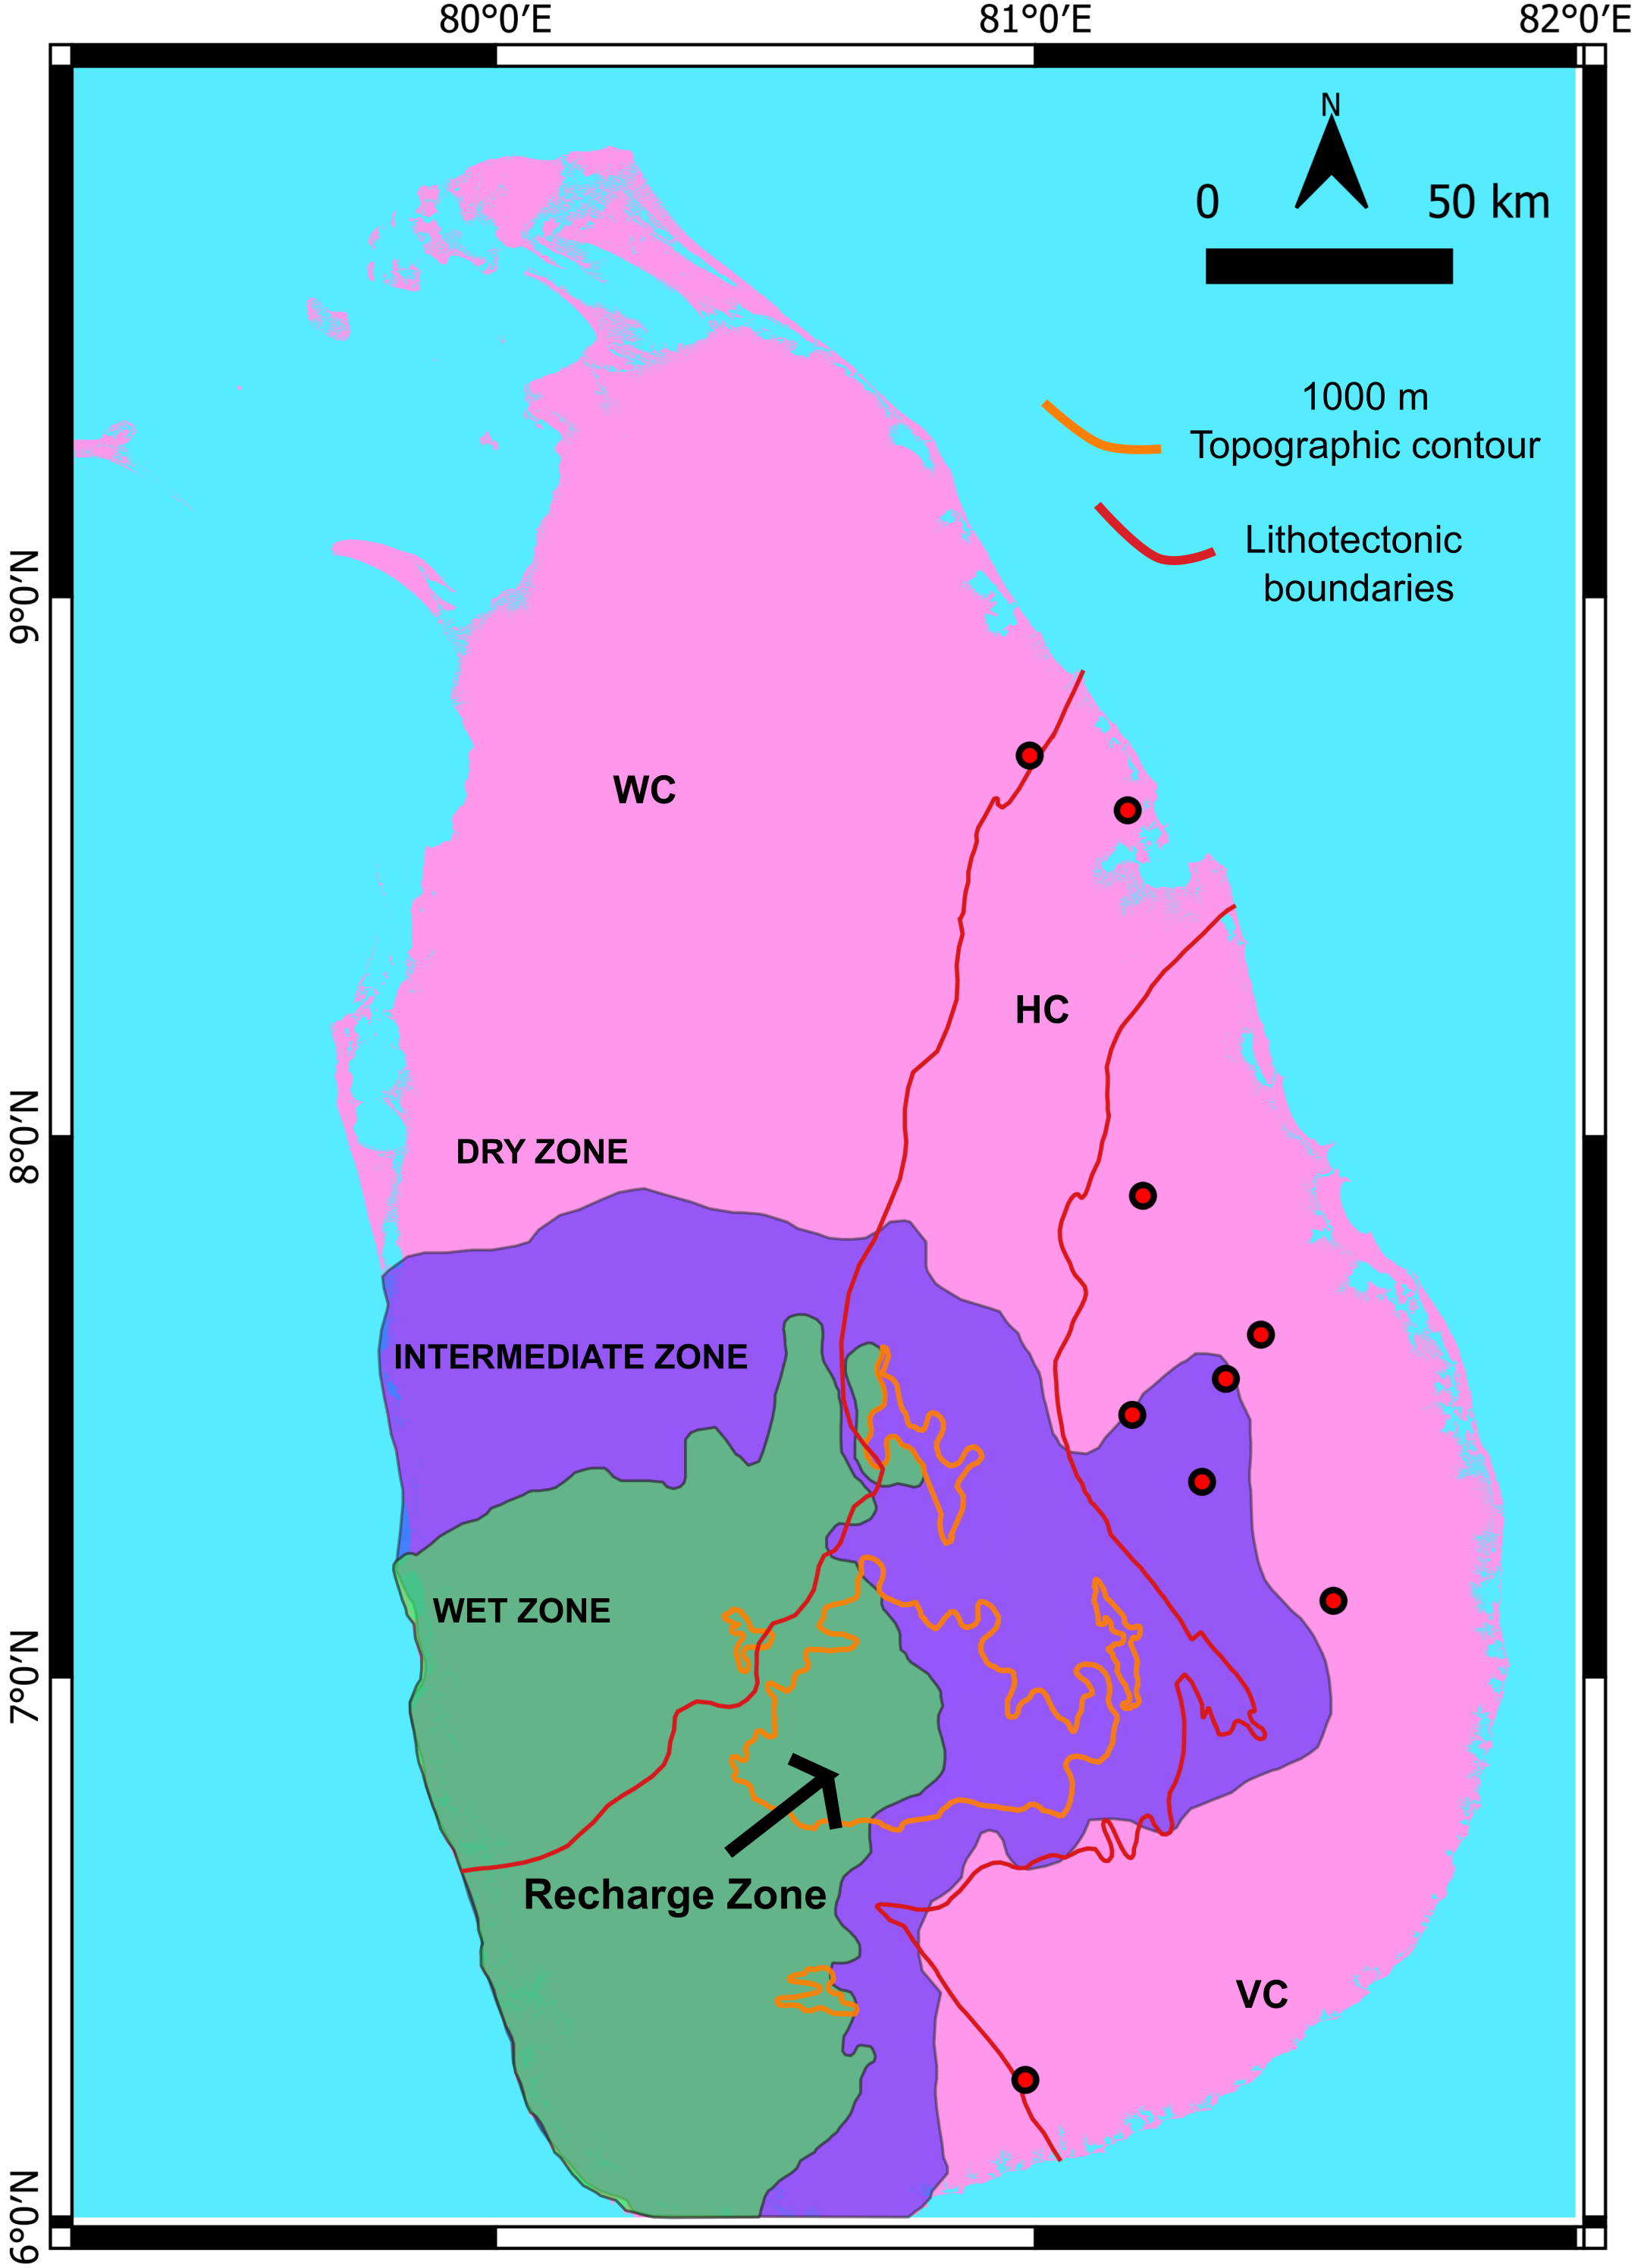 80°0′E 81°0′E 82°0′E
N
0 50 km
1000 m
Topographic contour
Lithotectonic
boundaries
9°0′N
WC
HC
8°0′N
DRY ZONE
INTERMEDIATE ZONE
WET ZONE
7°0′N
Recharge Zone
VC
6°0′N